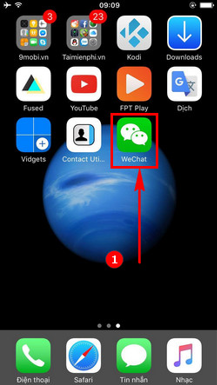 09:09
3
23
9mobi.vn
Taimienphi.vn
Kodi
Downloads
Fused
YouTube
FPT Play
Dịch
Vidgets
Contact Uti...
WeChat
1
Điện thoại
Safari
Tin nhắn
Nhạc